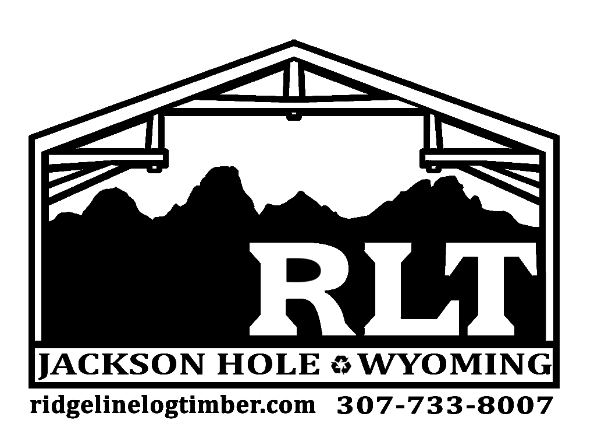 RLT
JACKSON HOLE ♻ WYOMING
ridgelinelogtimber.com 307-733-8007